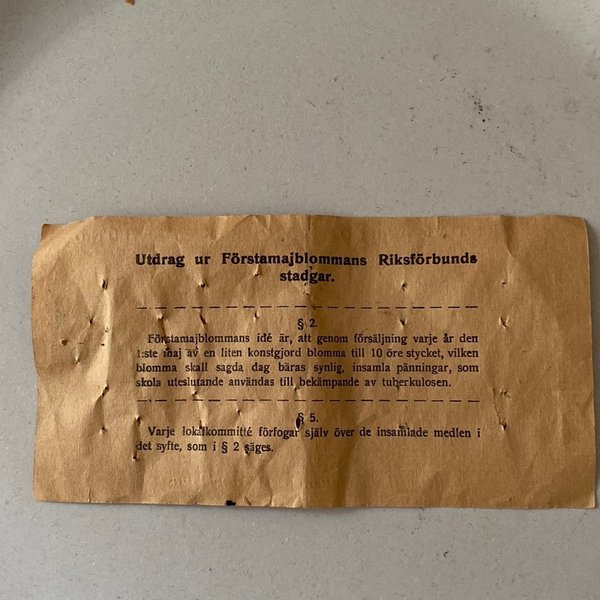 Utdrag ur Förstamajblommans Riksförbunds
stadgar.
§ 2.
Förstamajblommans idé är, att genom försäljning varje år den
1:ste maj av en liten konstgjord blomma till 10 öre stycket, vilken
blomma skall sagda dag bäras synlig, insamla pänningar, som
skola uteslutande användas till bekämpande av tuberkulosen.
§ 5.
Varje lokalkommitté förfogar själv över de insamlade medlen i
det syfte, som i § 2 säges.